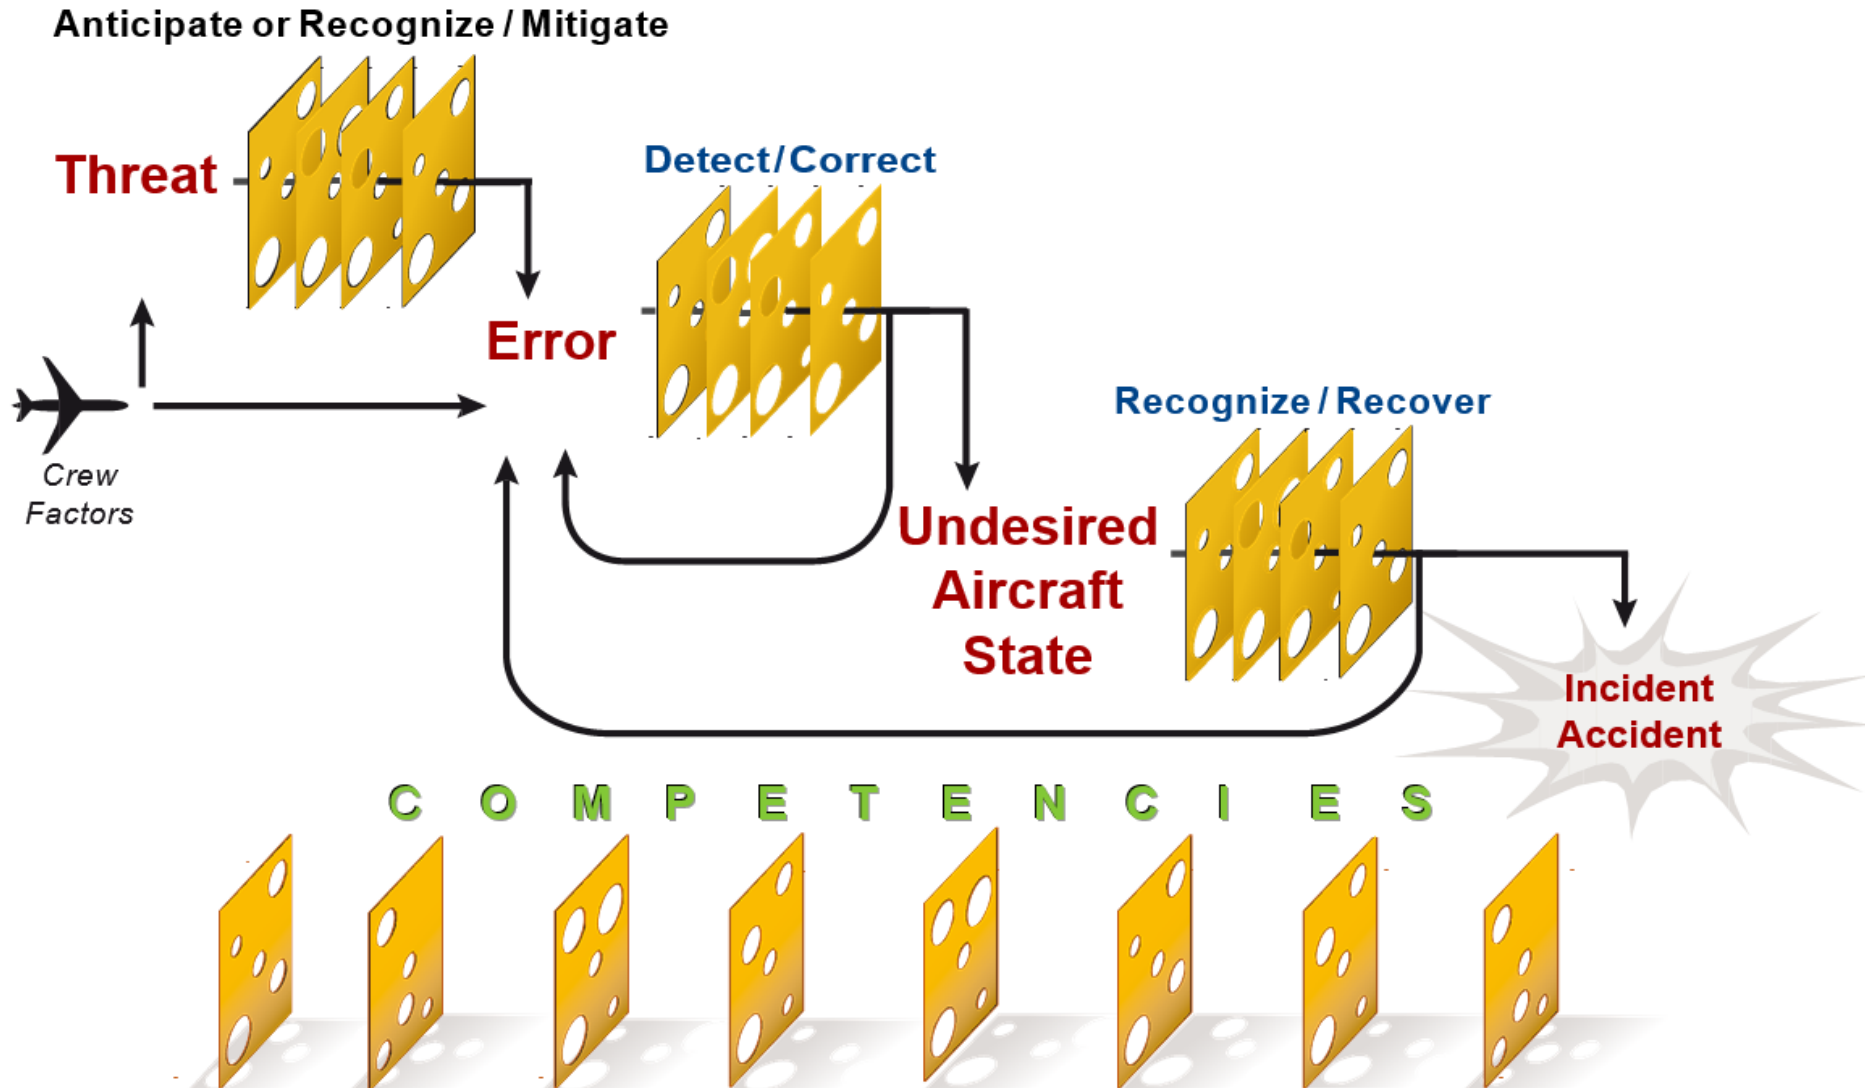 Anticipate or Recognize / Mitigate
Threat
Detect/Correct
Error
Recognize / Recover
Crew
Factors
Undesired
Aircraft
State
Incident
Accident
C O M P E T E N C I E S